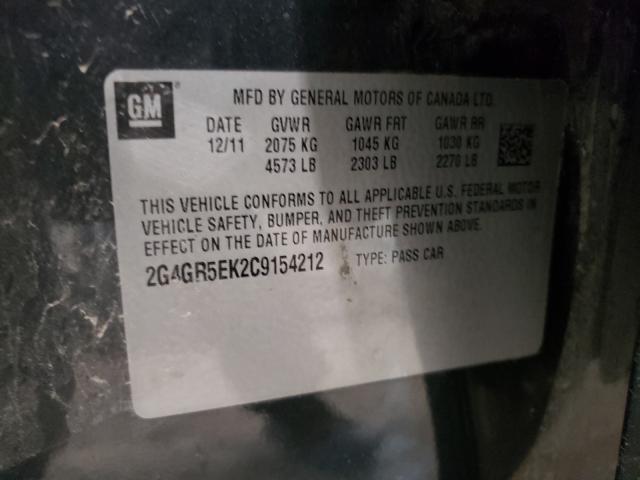 GM
MFD BY GENERAL MOTORS OF CANADA LTD.
DATE GVWR GAWR FRT GAWR RR
12/11 2075 KG 1045 KG 1030 KG
4573 LB 2303 LB 2270 LB
THIS VEHICLE CONFORMS TO ALL APPLICABLE U.S. FEDERAL MOTOR
VEHICLE SAFETY, BUMPER, AND THEFT PREVENTION STANDARDS IN
EFFECT ON THE DATE OF MANUFACTURE SHOWN ABOVE.
2G4GR5EK2C9154212 TYPE: PASS CAR